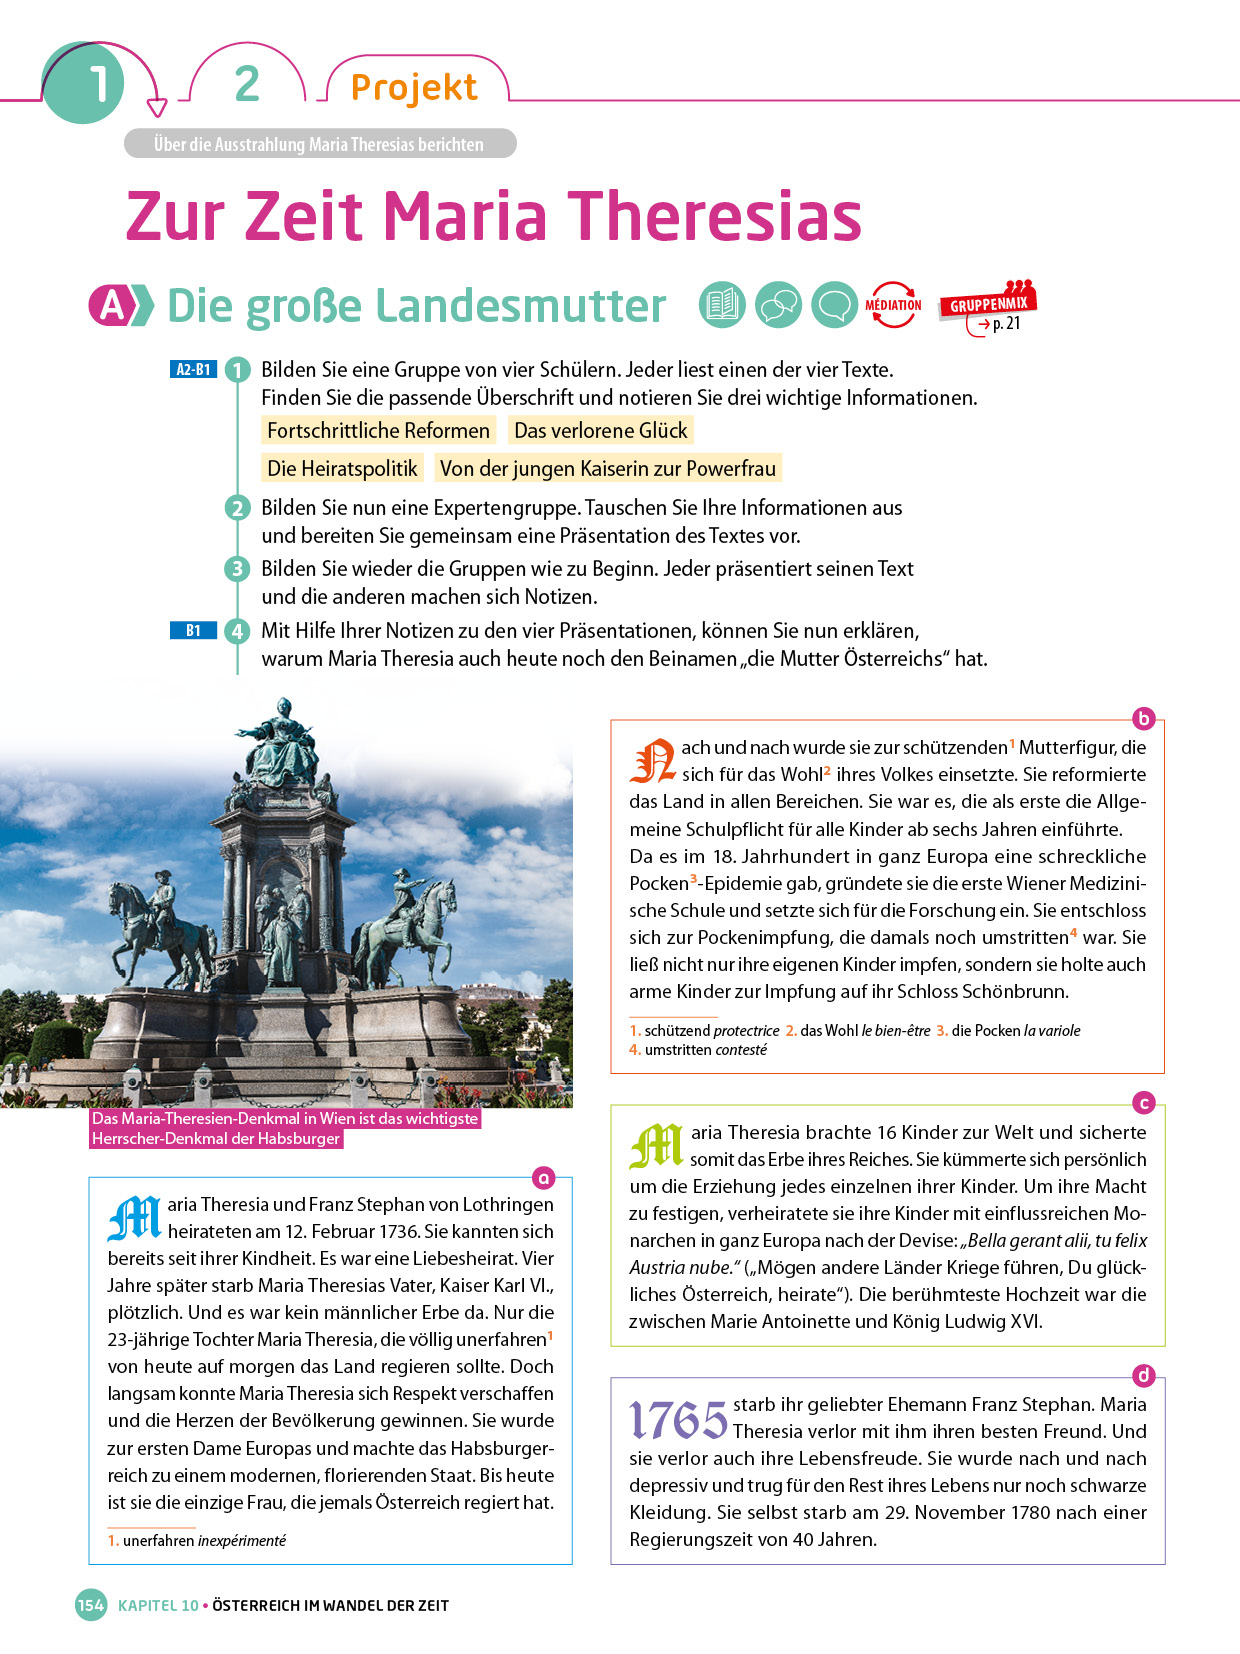 1
2
Projekt
Über die Ausstrahlung Maria Theresias berichten
Zur Zeit Maria Theresias
A Die große Landesmutter
MÉDIATION
GRUPPENMIX
p. 21
A2-B1
1 Bilden Sie eine Gruppe von vier Schülern. Jeder liest einen der vier Texte.
Finden Sie die passende Überschrift und notieren Sie drei wichtige Informationen.
Fortschrittliche Reformen Das verlorene Glück
Die Heiratspolitik Von der jungen Kaiserin zur Powerfrau
2 Bilden Sie nun eine Expertengruppe. Tauschen Sie Ihre Informationen aus
und bereiten Sie gemeinsam eine Präsentation des Textes vor.
3 Bilden Sie wieder die Gruppen wie zu Beginn. Jeder präsentiert seinen Text
und die anderen machen sich Notizen.
B1
4 Mit Hilfe Ihrer Notizen zu den vier Präsentationen, können Sie nun erklären,
warum Maria Theresia auch heute noch den Beinamen „die Mutter Österreichs“ hat.
Das Maria-Theresien-Denkmal in Wien ist das wichtigste
Herrscher-Denkmal der Habsburger
a
Maria Theresia und Franz Stephan von Lothringen
heirateten am 12. Februar 1736. Sie kannten sich
bereits seit ihrer Kindheit. Es war eine Liebesheirat. Vier
Jahre später starb Maria Theresias Vater, Kaiser Karl VI.,
plötzlich. Und es war kein männlicher Erbe da. Nur die
23-jährige Tochter Maria Theresia, die völlig unerfahren1
von heute auf morgen das Land regieren sollte. Doch
langsam konnte Maria Theresia sich Respekt verschaffen
und die Herzen der Bevölkerung gewinnen. Sie wurde
zur ersten Dame Europas und machte das Habsburger-
reich zu einem modernen, florierenden Staat. Bis heute
ist sie die einzige Frau, die jemals Österreich regiert hat.
1. unerfahren inexpérimenté
b
Nach und nach wurde sie zur schützenden1 Mutterfigur, die
sich für das Wohl2 ihres Volkes einsetzte. Sie reformierte
das Land in allen Bereichen. Sie war es, die als erste die Allge-
meine Schulpflicht für alle Kinder ab sechs Jahren einführte.
Da es im 18. Jahrhundert in ganz Europa eine schreckliche
Pocken3-Epidemie gab, gründete sie die erste Wiener Medizini-
sche Schule und setzte sich für die Forschung ein. Sie entschloss
sich zur Pockenimpfung, die damals noch umstritten4 war. Sie
ließ nicht nur ihre eigenen Kinder impfen, sondern sie holte auch
arme Kinder zur Impfung auf ihr Schloss Schönbrunn.
1. schützend protectrice 2. das Wohl le bien-être 3. die Pocken la variole
4. umstritten contesté
c
Maria Theresia brachte 16 Kinder zur Welt und sicherte
somit das Erbe ihres Reiches. Sie kümmerte sich persönlich
um die Erziehung jedes einzelnen ihrer Kinder. Um ihre Macht
zu festigen, verheiratete sie ihre Kinder mit einflussreichen Mo-
narchen in ganz Europa nach der Devise: „Bella gerant alii, tu felix
Austria nube.“ („Mögen andere Länder Kriege führen, Du glück-
liches Österreich, heirate“). Die berühmteste Hochzeit war die
zwischen Marie Antoinette und König Ludwig XVI.
d
1765 starb ihr geliebter Ehemann Franz Stephan. Maria
Theresia verlor mit ihm ihren besten Freund. Und
sie verlor auch ihre Lebensfreude. Sie wurde nach und nach
depressiv und trug für den Rest ihres Lebens nur noch schwarze
Kleidung. Sie selbst starb am 29. November 1780 nach einer
Regierungszeit von 40 Jahren.
154 KAPITEL 10 • ÖSTERREICH IM WANDEL DER ZEIT